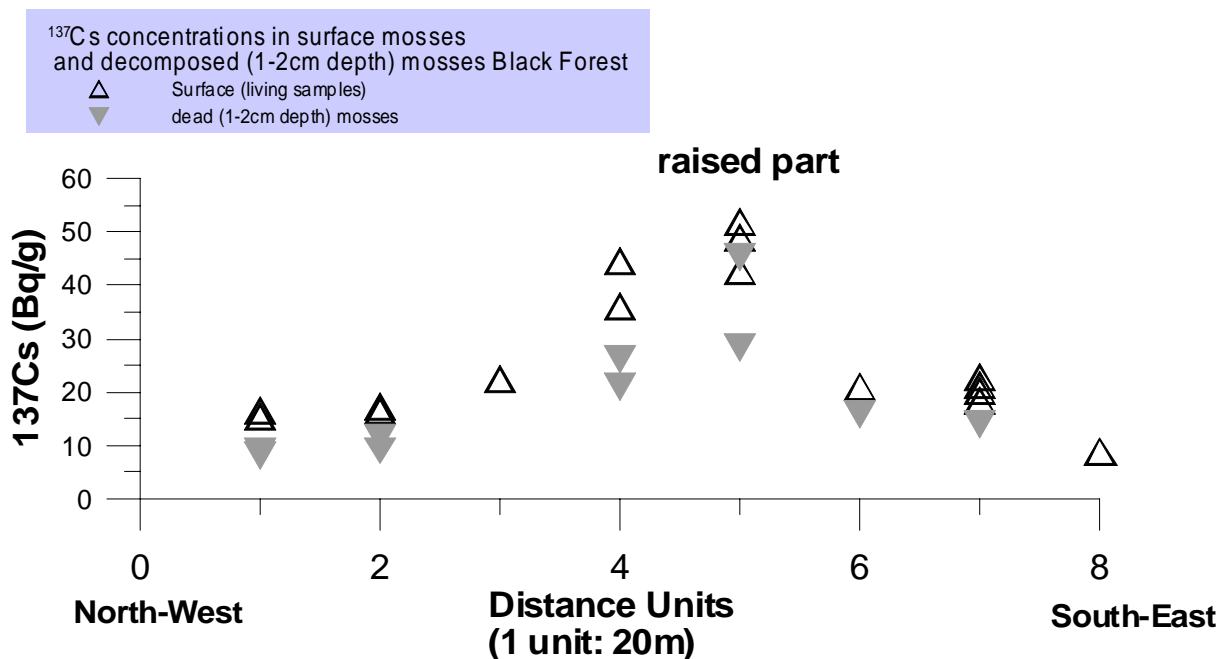 ¹³⁷Cs concentrations in surface mosses
and decomposed (1-2cm depth) mosses Black Forest
Surface (living samples)
dead (1-2cm depth) mosses
raised part
137Cs (Bq/g)
60
50
40
30
20
10
0
0 2 4 6 8
North-West
Distance Units
(1 unit: 20m)
South-East